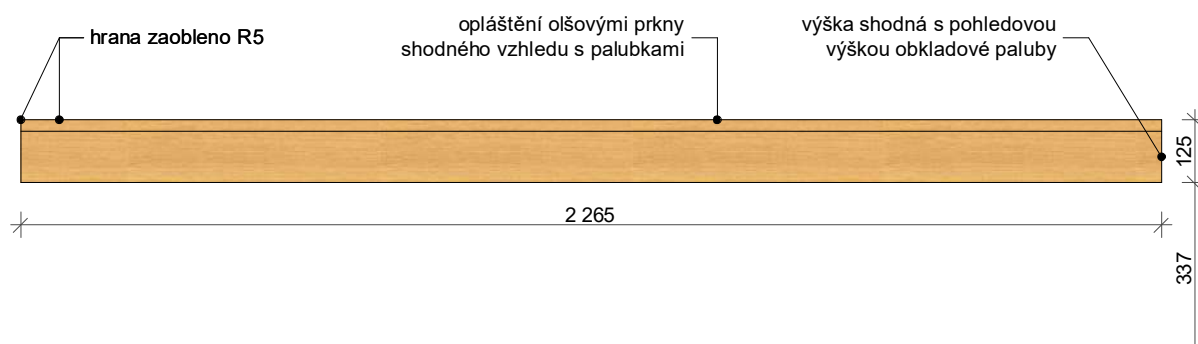 hrana zaobleno R5
opláštění olšovými prkny
shodného vzhledu s palubkami
výška shodná s pohledovou
výškou obkladové paluby
125
2 265
337